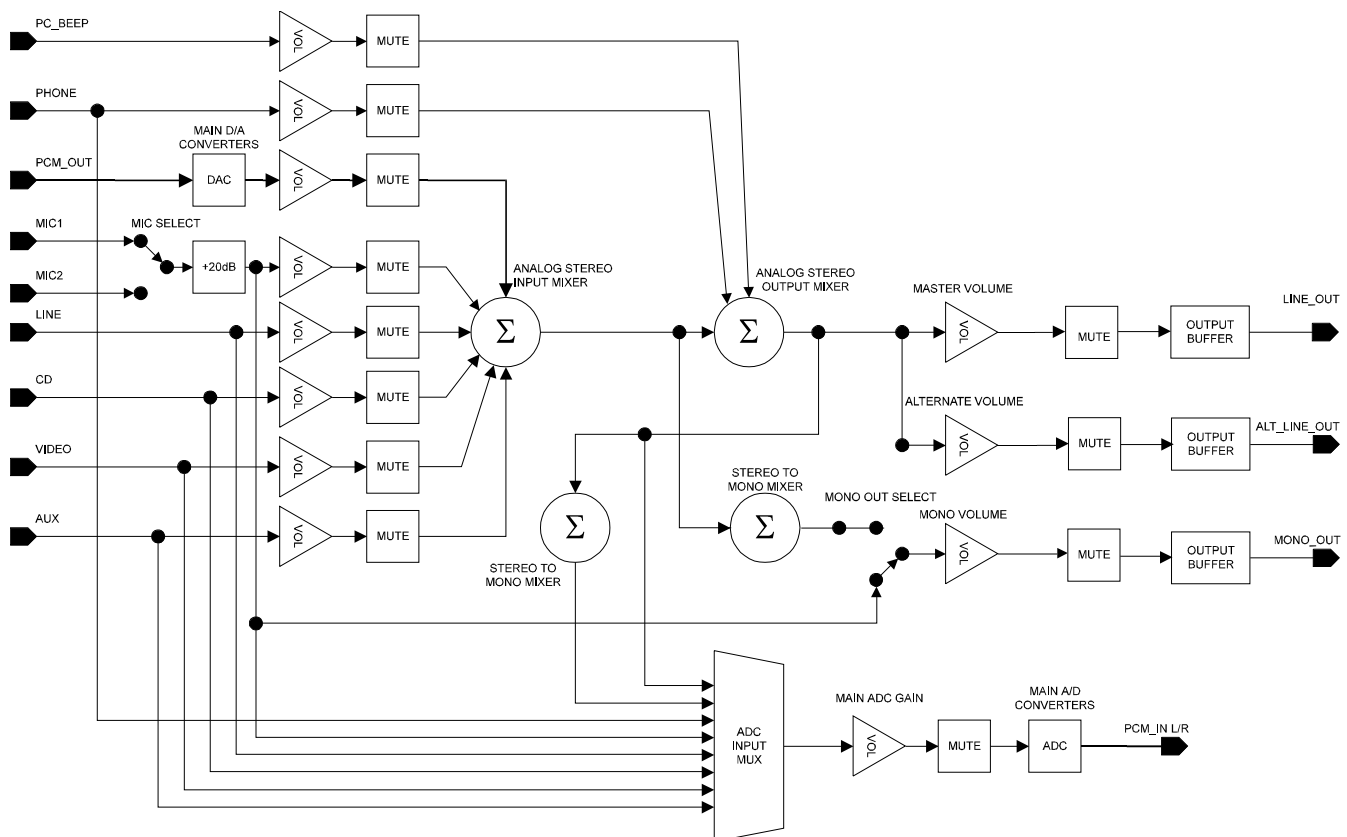 PC_BEEP
VOL
MUTE
PHONE
VOL
MUTE
MAIN D/A
CONVERTERS
PCM_OUT
DAC
VOL
MUTE
MIC1
MIC SELECT
+20dB
VOL
MUTE
MIC2
ANALOG STEREO
INPUT MIXER
Σ
ANALOG STEREO
OUTPUT MIXER
Σ
LINE
VOL
MUTE
MASTER VOLUME
VOL
MUTE
OUTPUT
BUFFER
LINE_OUT
CD
VOL
MUTE
ALTERNATE VOLUME
VOL
MUTE
OUTPUT
BUFFER
ALT_LINE_OUT
VIDEO
VOL
MUTE
AUX
VOL
MUTE
Σ
STEREO TO
MONO MIXER
STEREO TO
MONO MIXER
Σ
MONO OUT SELECT
MONO VOLUME
VOL
MUTE
OUTPUT
BUFFER
MONO_OUT
ADC
INPUT
MUX
MAIN ADC GAIN
VOL
MUTE
MAIN A/D
CONVERTERS
ADC
PCM_IN L/R